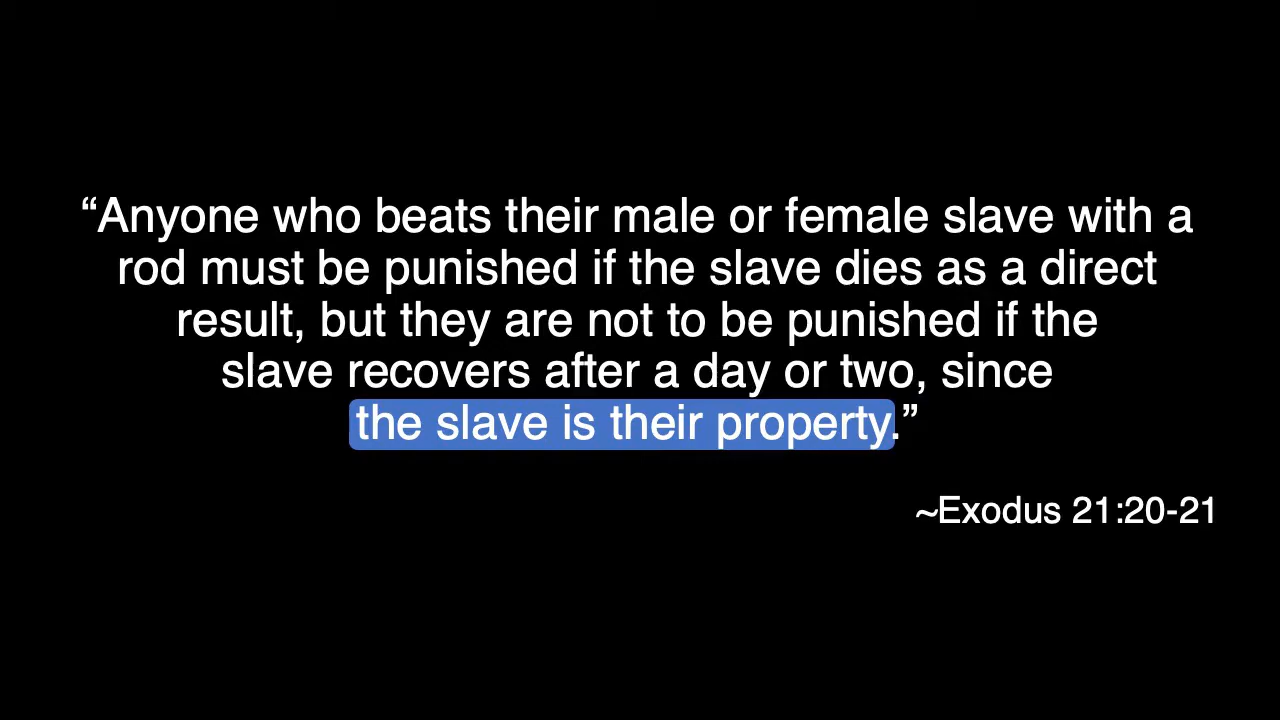 “Anyone who beats their male or female slave with a
rod must be punished if the slave dies as a direct
result, but they are not to be punished if the
slave recovers after a day or two, since
the slave is their property.”
~Exodus 21:20-21